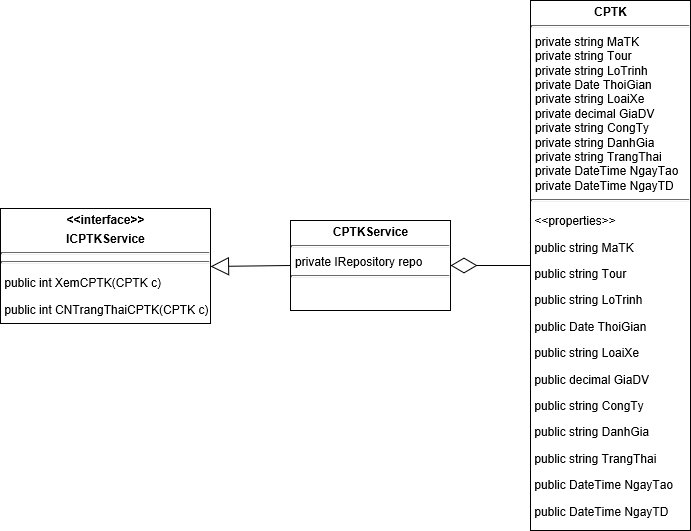 <<interface>>
ICPTKService
public int XemCPTK(CPTK c)
public int CNTrangThaiCPTK(CPTK c)
CPTKService
private IRepository repo
CPTK
private string MaTK
private string Tour
private string LoTrinh
private Date ThoiGian
private string LoaiXe
private decimal GiaDV
private string CongTy
private string DanhGia
private string TrangThai
private DateTime NgayTao
private DateTime NgayTD
<<properties>>
public string MaTK
public string Tour
public string LoTrinh
public Date ThoiGian
public string LoaiXe
public decimal GiaDV
public string CongTy
public string DanhGia
public string TrangThai
public DateTime NgayTao
public DateTime NgayTD